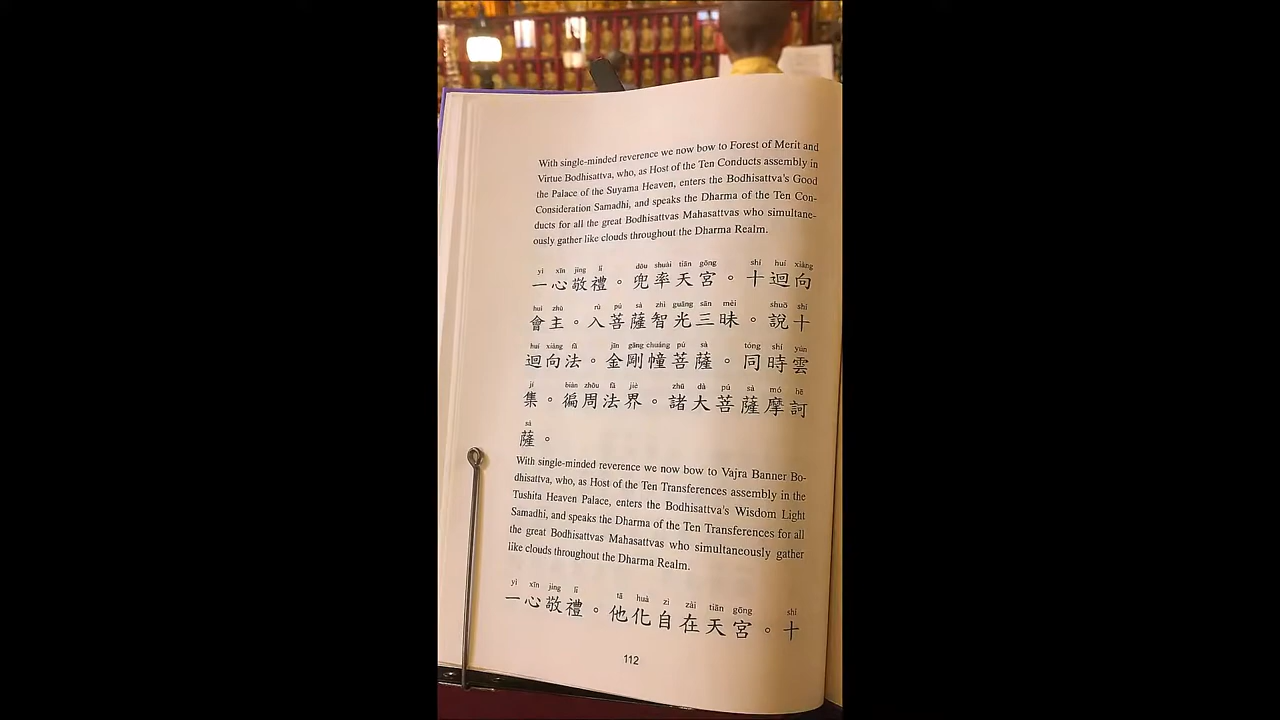 With single-minded reverence we now bow to Forest of Merit and
Virtue Bodhisattva, who, as Host of the Ten Conducts assembly in
the Palace of the Suyama Heaven, enters the Bodhisattva's Good
Consideration Samadhi, and speaks the Dharma of the Ten Con-
ducts for all the great Bodhisattvas Mahasattvas who simultane-
ously gather like clouds throughout the Dharma Realm.
yì xīn jìng lǐ dōu shuài tiān gōng shí huí xiàng
一心敬禮。兜率天宮。十迴向
huì zhǔ rù pú sà zhì guāng sān mèi shuō shí
會主。入菩薩智光三昧。說十
huí xiàng fǎ jīn gāng chuáng pú sà tóng shí yún
迴向法。金剛幢菩薩。同時雲
jí biàn zhōu fǎ jiè zhū dà pú sà mó hē
集。徧周法界。諸大菩薩摩訶
sà
薩。
With single-minded reverence we now bow to Vajra Banner Bo-
dhisattva, who, as Host of the Ten Transferences assembly in the
Tushita Heaven Palace, enters the Bodhisattva's Wisdom Light
Samadhi, and speaks the Dharma of the Ten Transferences for all
the great Bodhisattvas Mahasattvas who simultaneously gather
like clouds throughout the Dharma Realm.
yì xīn jìng lǐ tā huà zì zài tiān gōng shí
一心敬禮。他化自在天宮。十
112